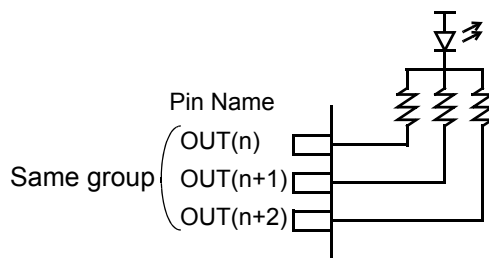 Pin Name
OUT(n)
Same group
OUT(n+1)
OUT(n+2)